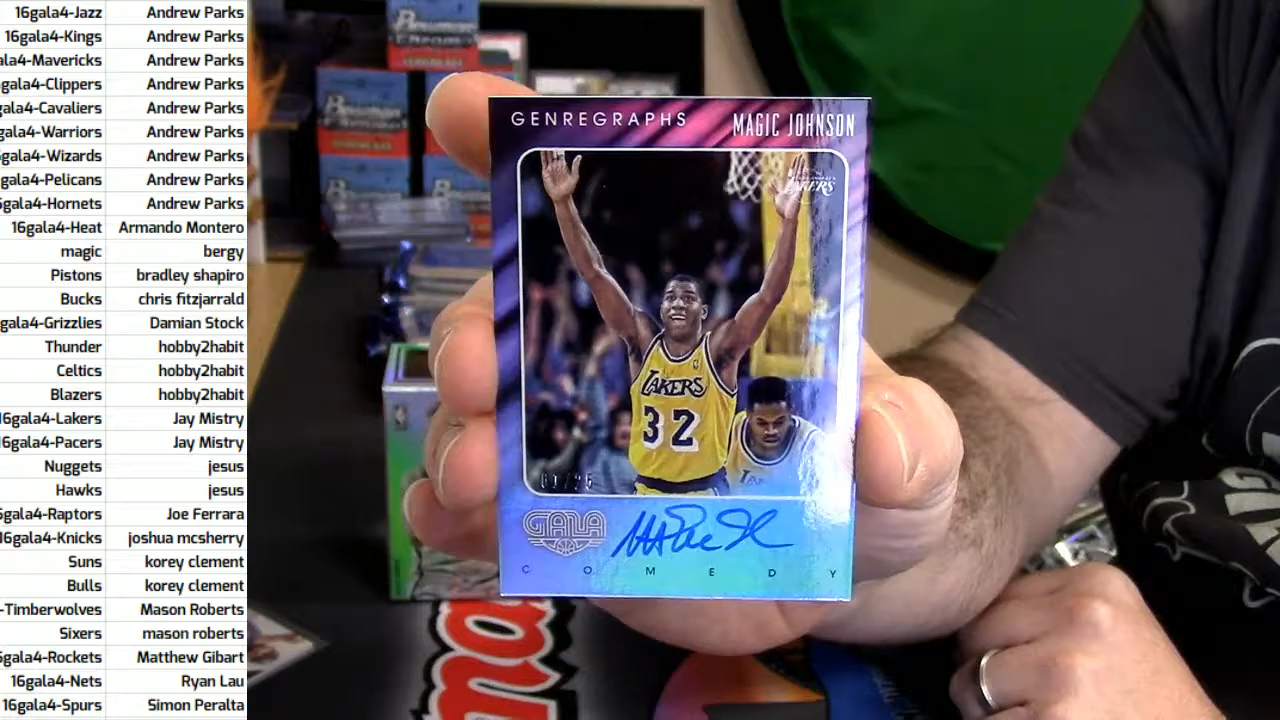 16gala4-Jazz Andrew Parks
16gala4-Kings Andrew Parks
ala4-Mavericks Andrew Parks
gala4-Clippers Andrew Parks
gala4-Cavaliers Andrew Parks
gala4-Warriors Andrew Parks
6gala4-Wizards Andrew Parks
gala4-Pelicans Andrew Parks
6gala4-Hornets Andrew Parks
16gala4-Heat Armando Montero
magic bergy
Pistons bradley shapiro
Bucks chris fitzjarrald
gala4-Grizzlies Damian Stock
Thunder hobby2habit
Celtics hobby2habit
Blazers hobby2habit
16gala4-Lakers Jay Mistry
16gala4-Pacers Jay Mistry
Nuggets jesus
Hawks jesus
6gala4-Raptors Joe Ferrara
16gala4-Knicks joshua mcsherry
Suns korey clement
Bulls korey clement
-Timberwolves Mason Roberts
Sixers mason roberts
6gala4-Rockets Matthew Gibart
16gala4-Nets Ryan Lau
16gala4-Spurs Simon Peralta
Bowman
GENREGRAPHS MAGIC JOHNSON
LAKERS
LAKERS
32
GALA
COMEDY